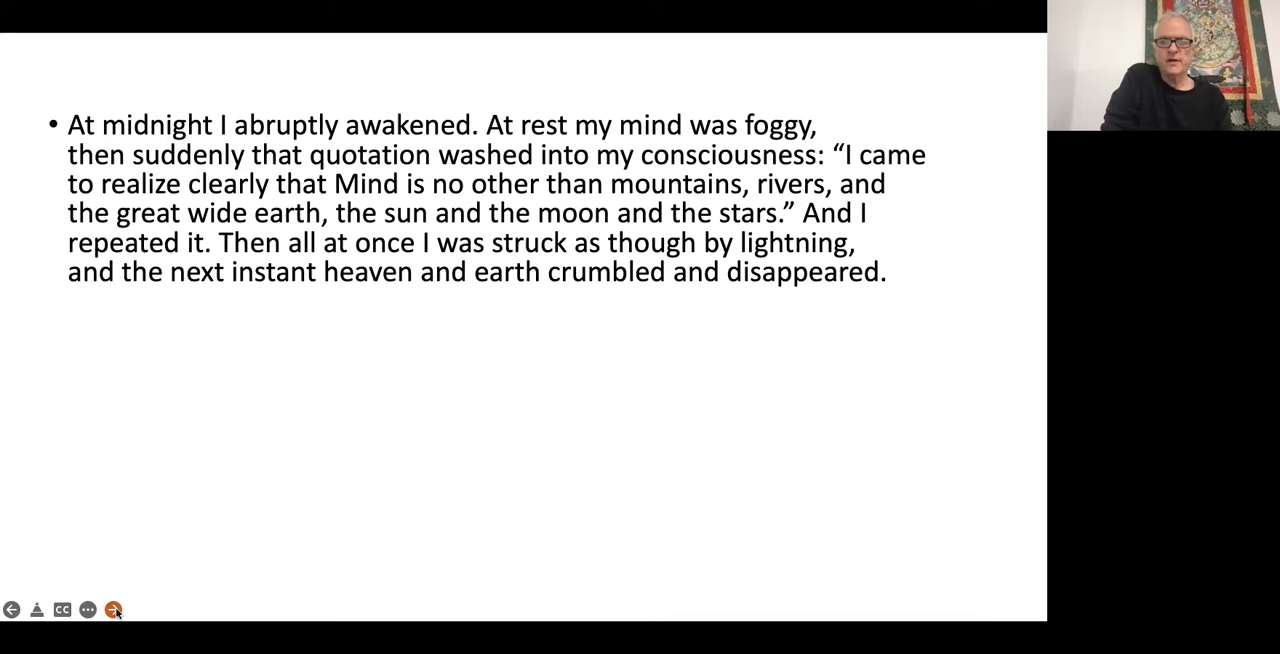 • At midnight I abruptly awakened. At rest my mind was foggy,
then suddenly that quotation washed into my consciousness: “I came
to realize clearly that Mind is no other than mountains, rivers, and
the great wide earth, the sun and the moon and the stars.” And I
repeated it. Then all at once I was struck as though by lightning,
and the next instant heaven and earth crumbled and disappeared.
CC